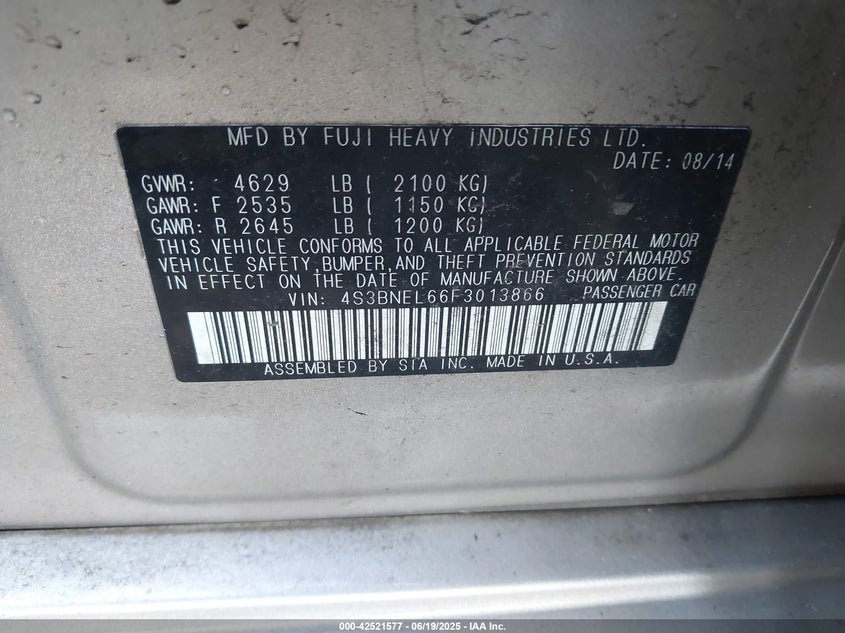 MFD BY FUJI HEAVY INDUSTRIES LTD.
DATE: 08/14
GVWR: 4629 LB ( 2100 KG)
GAWR: F 2535 LB ( 1150 KG)
GAWR: R 2645 LB ( 1200 KG)
THIS VEHICLE CONFORMS TO ALL APPLICABLE FEDERAL MOTOR
VEHICLE SAFETY,BUMPER,AND THEFT PREVENTION STANDARDS
IN EFFECT ON THE DATE OF MANUFACTURE SHOWN ABOVE.
VIN: 4S3BNEL66F3013866 PASSENGER CAR
ASSEMBLED BY SIA INC. MADE IN U.S.A.
000-42521577 - 06/19/2025 - IAA Inc.